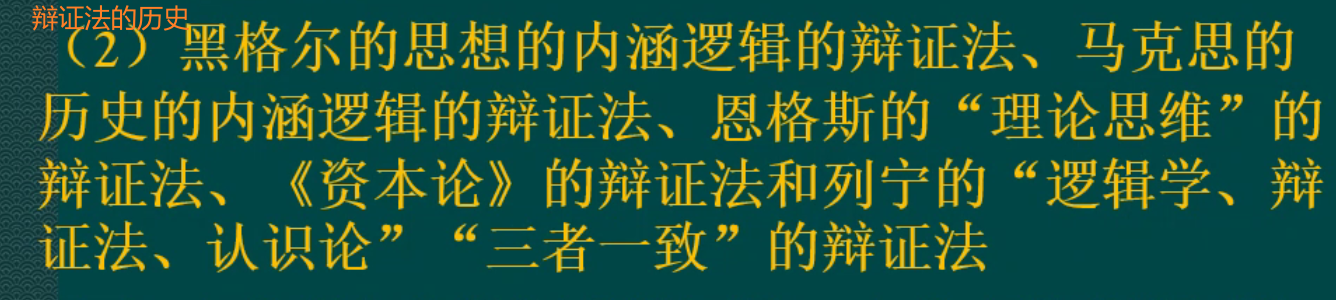 辩证法的历史
（2）黑格尔的思想的内涵逻辑的辩证法、马克思的
历史的内涵逻辑的辩证法、恩格斯的“理论思维”的
辩证法、《资本论》的辩证法和列宁的“逻辑学、辩
证法、认识论”“三者一致”的辩证法